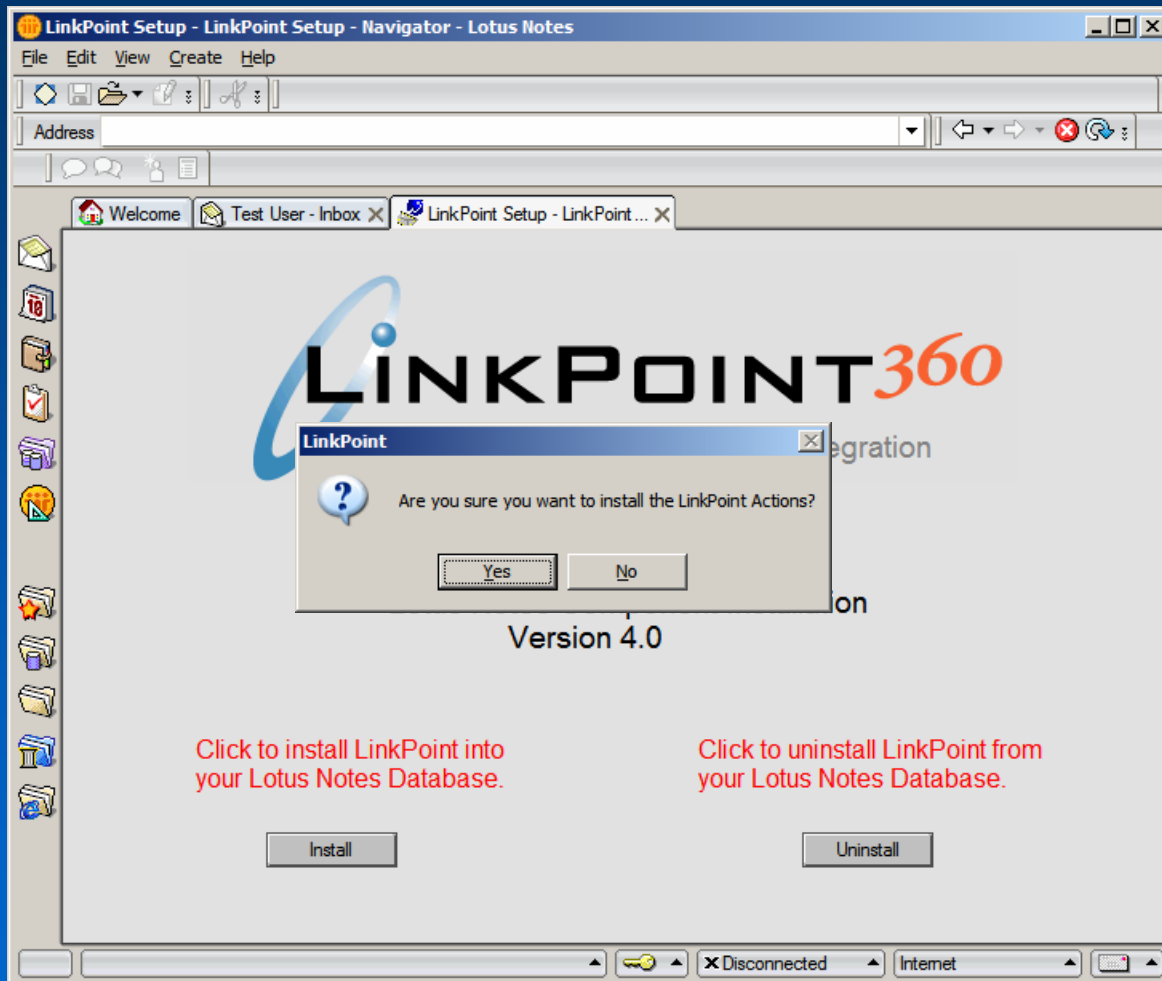 LinkPoint Setup - LinkPoint Setup - Navigator - Lotus Notes
File Edit View Create Help
Address
Welcome Test User - Inbox LinkPoint Setup - LinkPoint ...
18
LINKPOINT360
egration
LinkPoint
Are you sure you want to install the LinkPoint Actions?
Yes No
ion
Version 4.0
Click to install LinkPoint into Click to uninstall LinkPoint from
your Lotus Notes Database. your Lotus Notes Database.
Install Uninstall
Disconnected Internet